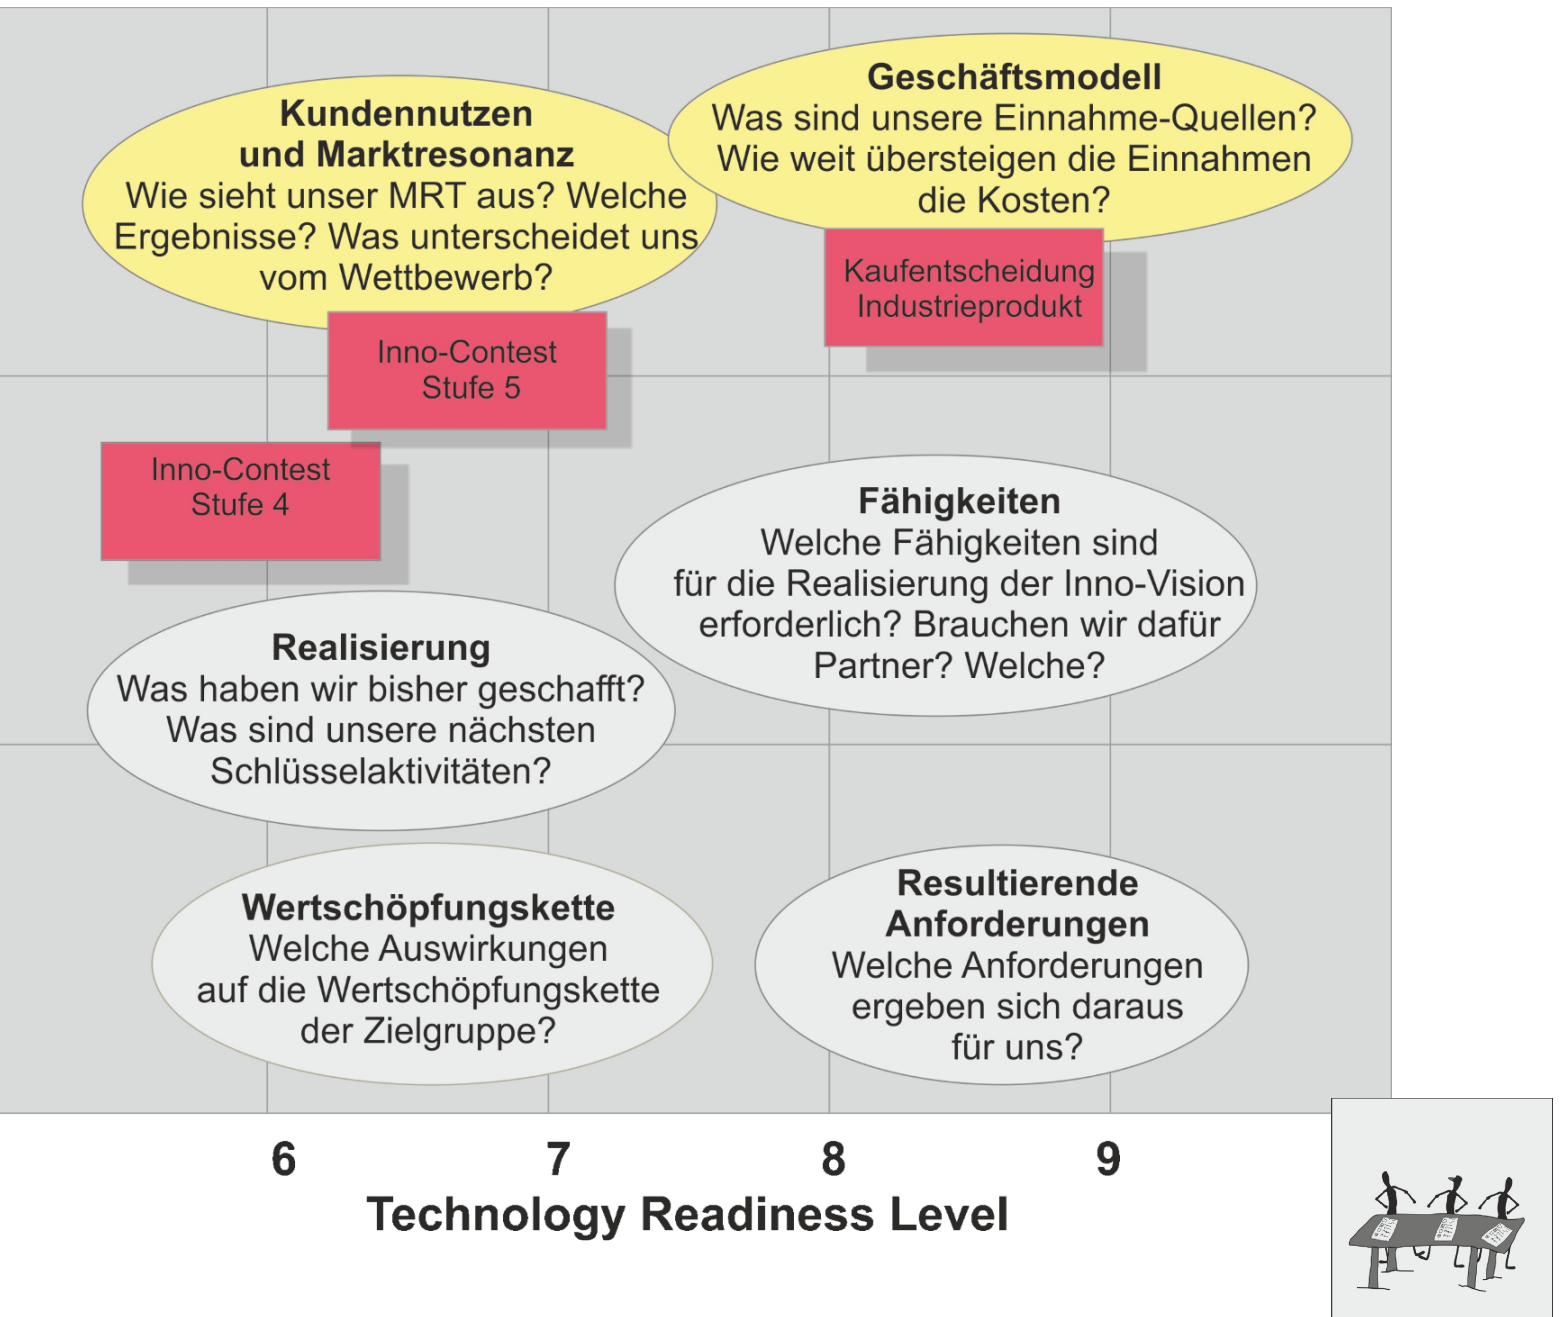 Kundennutzen
und Marktresonanz
Wie sieht unser MRT aus? Welche
Ergebnisse? Was unterscheidet uns
vom Wettbewerb?
Geschäftsmodell
Was sind unsere Einnahme-Quellen?
Wie weit übersteigen die Einnahmen
die Kosten?
Kaufentscheidung
Industrieprodukt
Inno-Contest
Stufe 5
Inno-Contest
Stufe 4
Fähigkeiten
Welche Fähigkeiten sind
für die Realisierung der Inno-Vision
erforderlich? Brauchen wir dafür
Partner? Welche?
Realisierung
Was haben wir bisher geschafft?
Was sind unsere nächsten
Schlüsselaktivitäten?
Wertschöpfungskette
Welche Auswirkungen
auf die Wertschöpfungskette
der Zielgruppe?
Resultierende
Anforderungen
Welche Anforderungen
ergeben sich daraus
für uns?
6 7 8 9
Technology Readiness Level